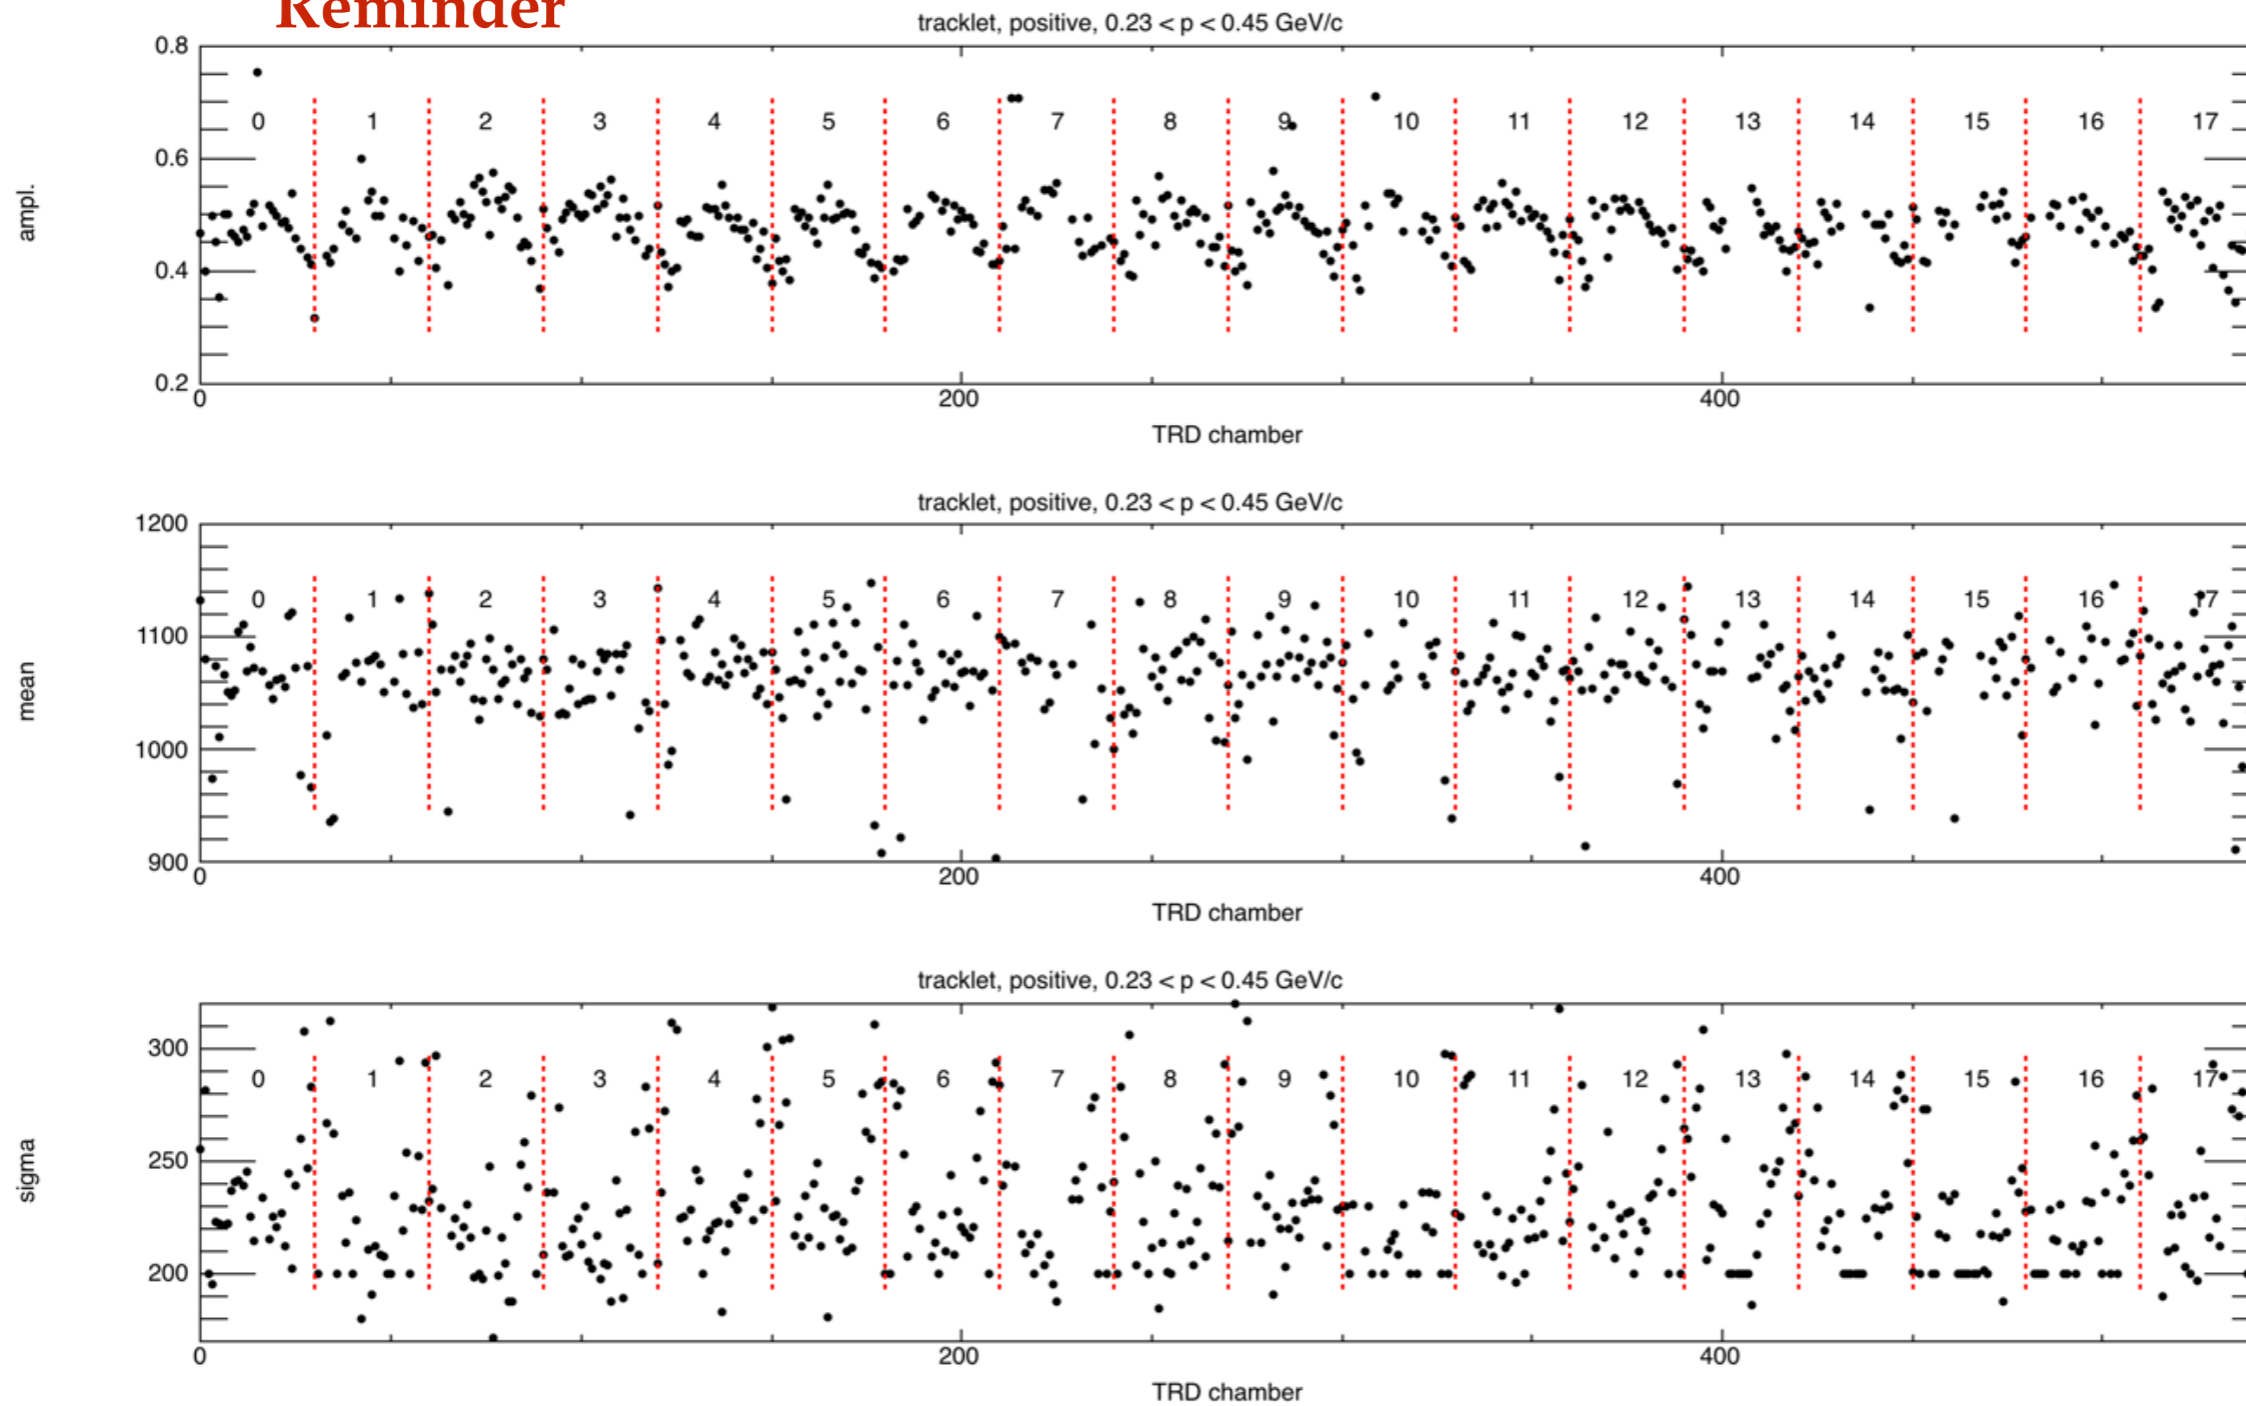 Reminder
tracklet, positive, 0.23 < p < 0.45 GeV/c
0.8
0.6
0.4
0.2
ampl.
0 1 2 3 4 5 6 7 8 9 10 11 12 13 14 15 16 17
0 200 400
TRD chamber
tracklet, positive, 0.23 < p < 0.45 GeV/c
1200
1100
1000
900
mean
0 1 2 3 4 5 6 7 8 9 10 11 12 13 14 15 16 17
0 200 400
TRD chamber
tracklet, positive, 0.23 < p < 0.45 GeV/c
300
250
200
sigma
0 1 2 3 4 5 6 7 8 9 10 11 12 13 14 15 16 17
0 200 400
TRD chamber